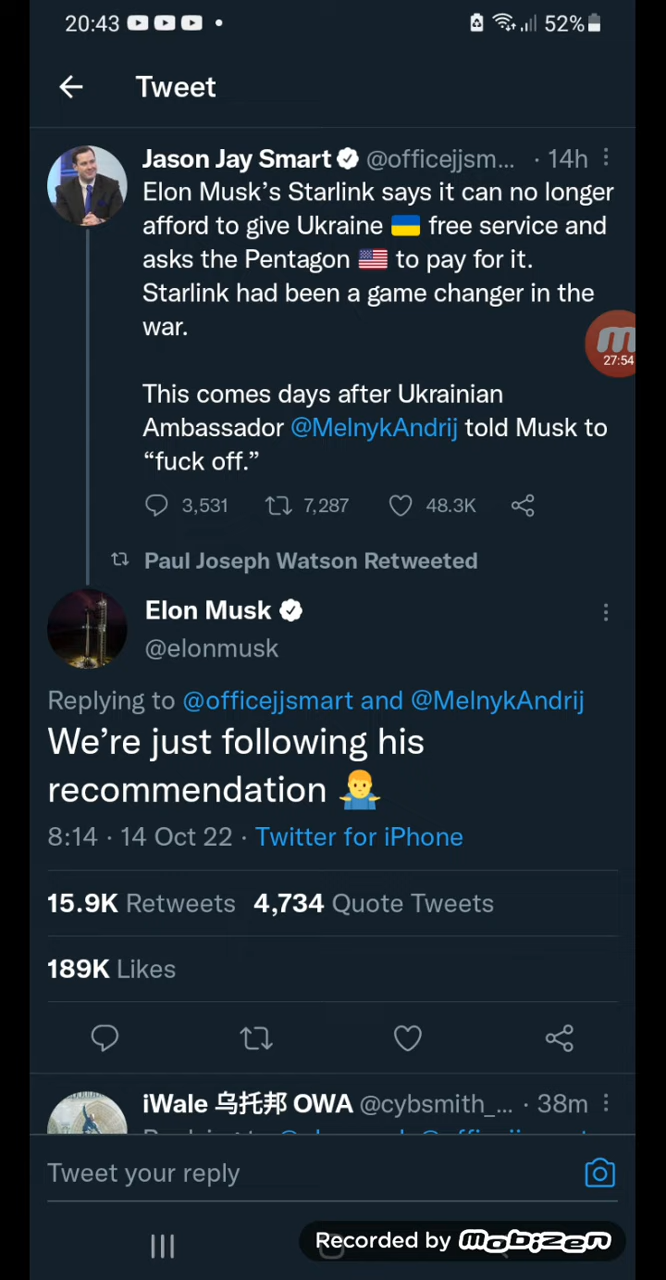 20:43
52%
Tweet
Jason Jay Smart @officejjsm... · 14h
Elon Musk’s Starlink says it can no longer
afford to give Ukraine 🇺🇦 free service and
asks the Pentagon 🇺🇸 to pay for it.
Starlink had been a game changer in the
war.
27:54
This comes days after Ukrainian
Ambassador @MelnykAndrij told Musk to
“fuck off.”
3,531 7,287 48.3K
Paul Joseph Watson Retweeted
Elon Musk
@elonmusk
Replying to @officejjsmart and @MelnykAndrij
We’re just following his
recommendation 🤷‍♂️
8:14 · 14 Oct 22 · Twitter for iPhone
15.9K Retweets 4,734 Quote Tweets
189K Likes
iWale 乌托邦 OWA @cybsmith_... · 38m
Tweet your reply
Recorded by mobizen